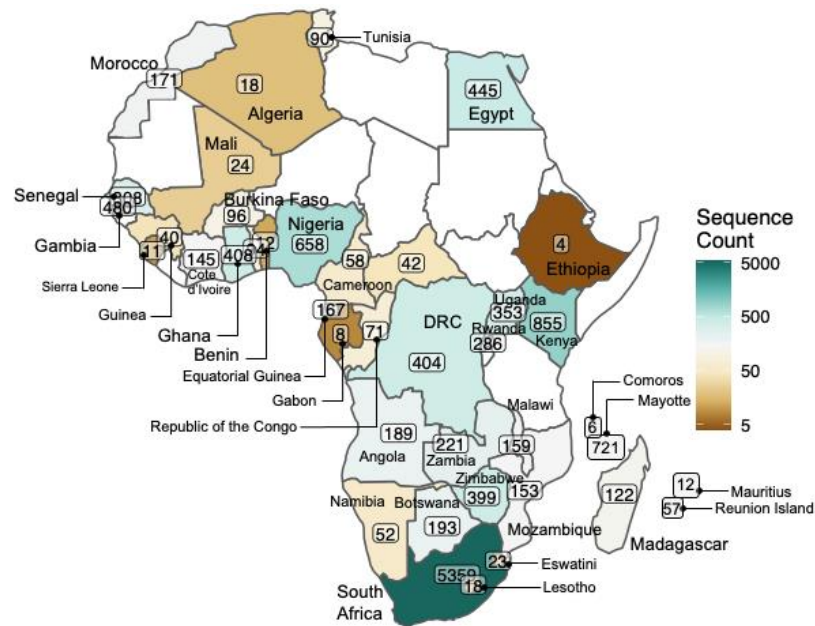 90
Tunisia
Morocco
171
18
Algeria
445
Egypt
Mali
24
Senegal
480
Burkina Faso
96
Nigeria
658
Gambia
11
40
145
408
Cote
d'Ivoire
58
Cameroon
42
4
Ethiopia
Sequence
Count
5000
500
50
5
Sierra Leone
Guinea
Ghana
Benin
Equatorial Guinea
167
8
71
DRC
404
Uganda
353
Rwanda
286
855
Kenya
Gabon
Republic of the Congo
Comoros
Mayotte
6
721
Malawi
189
Angola
221
Zambia
159
Zimbabwe
399
153
122
12
Mauritius
57
Reunion Island
Namibia
52
Botswana
193
Mozambique
Madagascar
5359
23
Eswatini
18
Lesotho
South
Africa